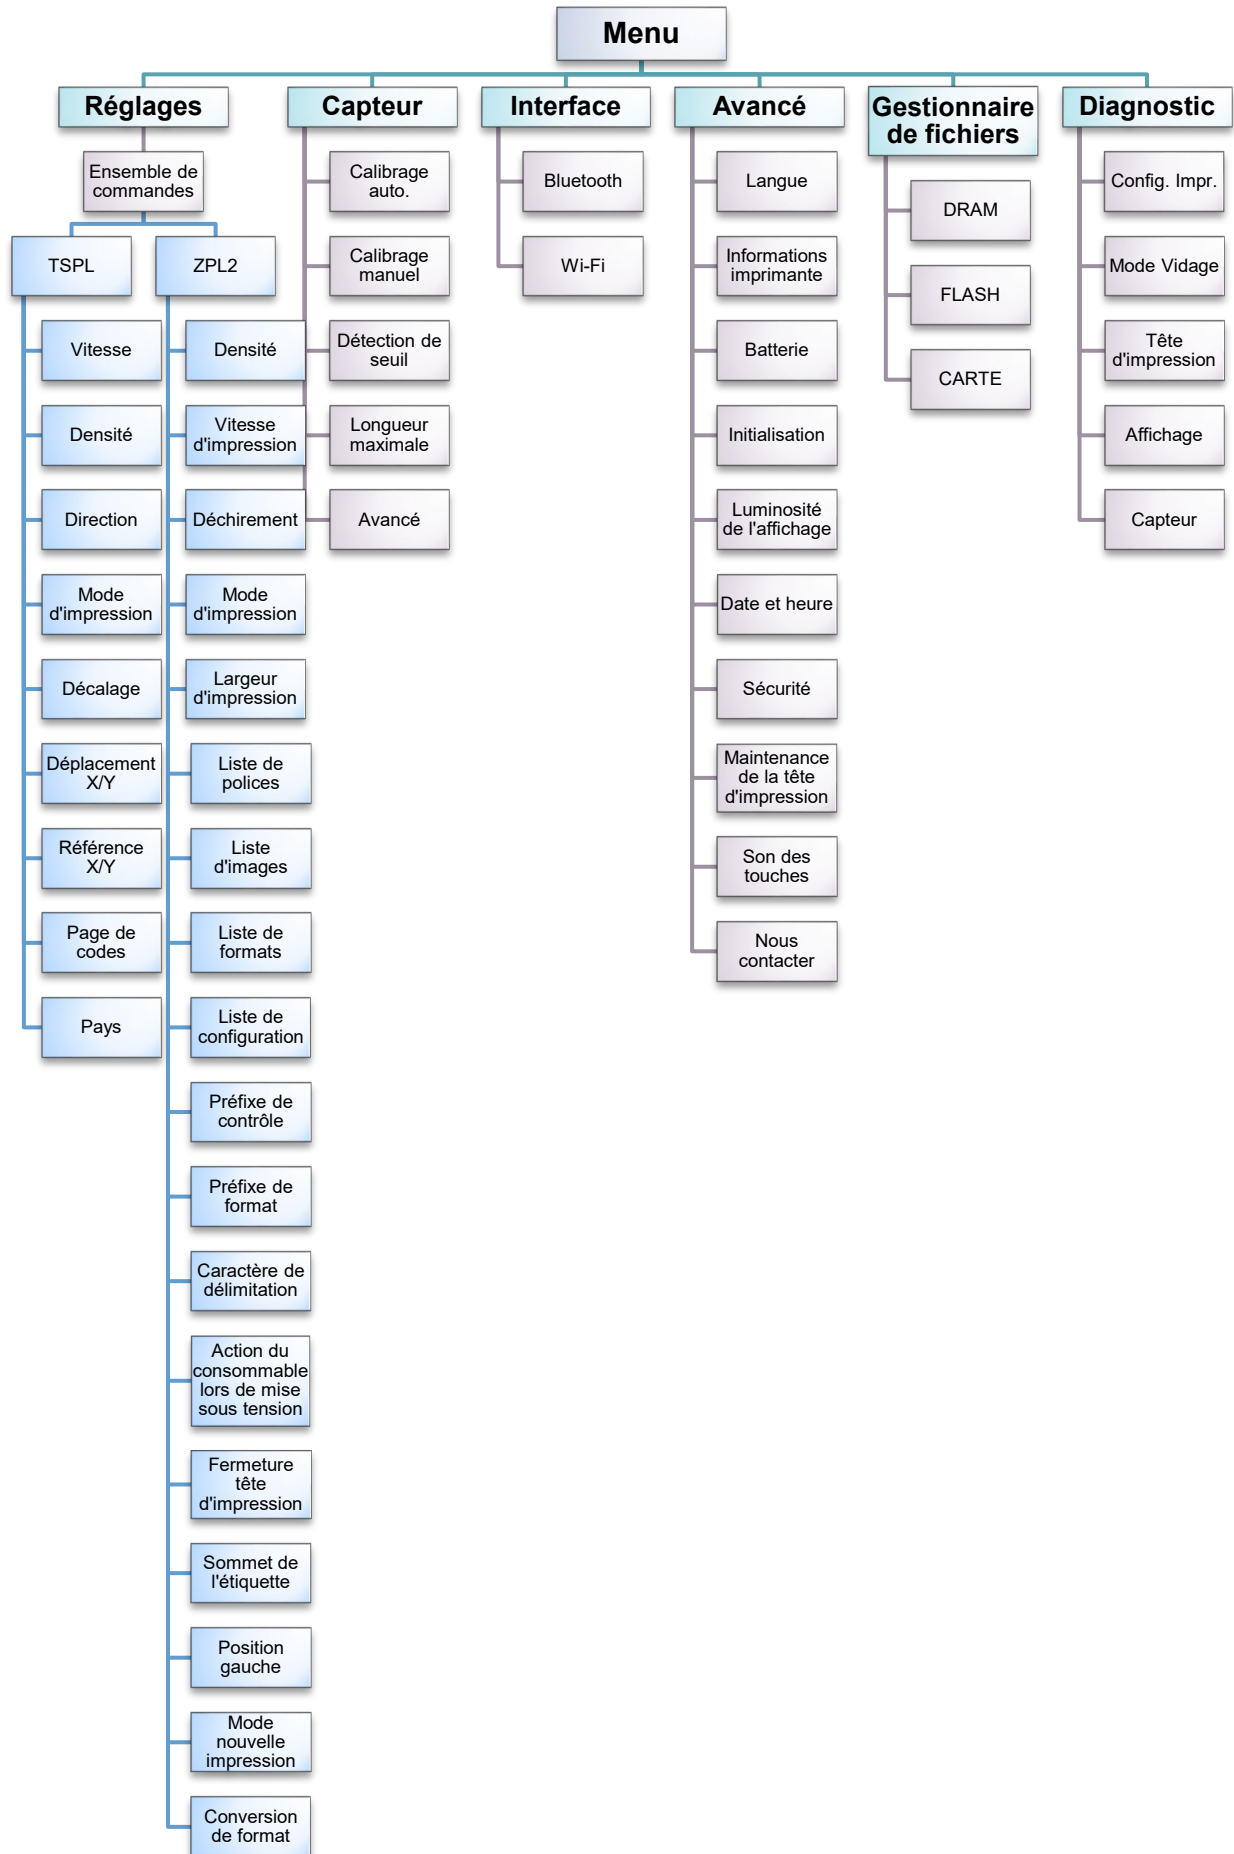 Menu
Réglages
Ensemble de
commandes
TSPL
Vitesse
Densité
Direction
Mode
d'impression
Décalage
Déplacement
X/Y
Référence
X/Y
Page de
codes
Pays
ZPL2
Densité
Vitesse
d'impression
Déchirement
Mode
d'impression
Largeur
d'impression
Liste de
polices
Liste
d'images
Liste de
formats
Liste de
configuration
Préfixe de
contrôle
Préfixe de
format
Caractère de
délimitation
Action du
consommable
lors de mise
sous tension
Fermeture
tête
d'impression
Sommet de
l'étiquette
Position
gauche
Mode
nouvelle
impression
Conversion
de format
Capteur
Calibrage
auto.
Calibrage
manuel
Détection de
seuil
Longueur
maximale
Avancé
Interface
Bluetooth
Wi-Fi
Avancé
Langue
Informations
imprimante
Batterie
Initialisation
Luminosité
de l'affichage
Date et heure
Sécurité
Maintenance
de la tête
d'impression
Son des
touches
Nous
contacter
Gestionnaire
de fichiers
DRAM
FLASH
CARTE
Diagnostic
Config. Impr.
Mode Vidage
Tête
d'impression
Affichage
Capteur